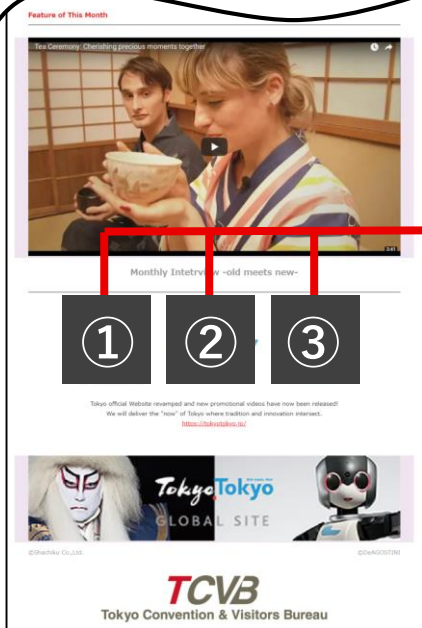 Feature of This Month
Tea Ceremony: Cherishing precious moments together
3:41
Monthly Intetrview -old meets new-
① ② ③
Tokyo official Website revamped and new promotional videos have now been released!
We will deliver the "now" of Tokyo where tradition and innovation intersect.
https://tokyotokyo.jp/
Tokyo Tokyo
GLOBAL SITE
©Shochiku Co,Ltd. ©DeAGOSTINI
TCVB
Tokyo Convention & Visitors Bureau